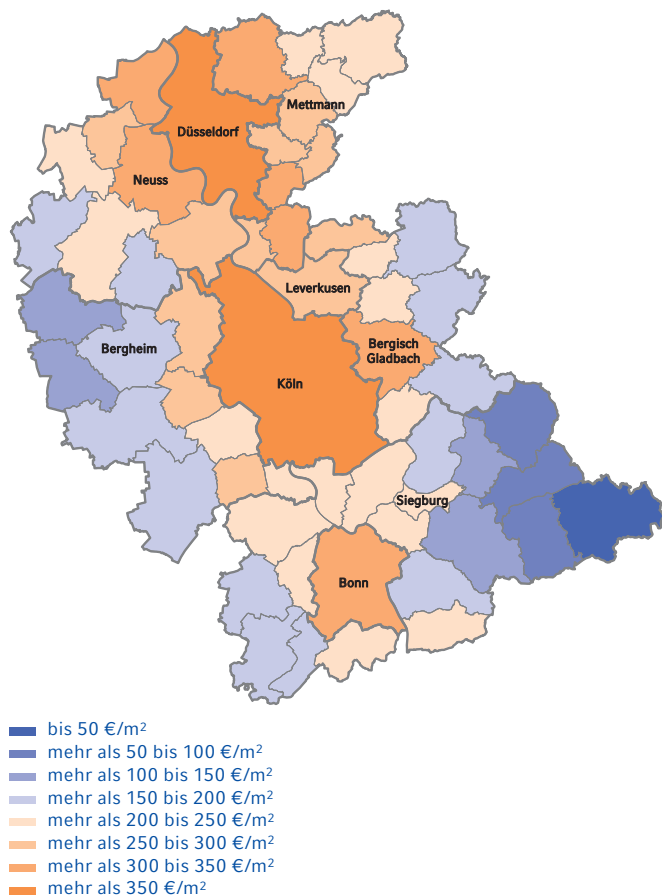 Mettmann
Düsseldorf
Neuss
Leverkusen
Bergheim
Bergisch
Gladbach
Köln
Siegburg
Bonn
bis 50 €/m²
mehr als 50 bis 100 €/m²
mehr als 100 bis 150 €/m²
mehr als 150 bis 200 €/m²
mehr als 200 bis 250 €/m²
mehr als 250 bis 300 €/m²
mehr als 300 bis 350 €/m²
mehr als 350 €/m²